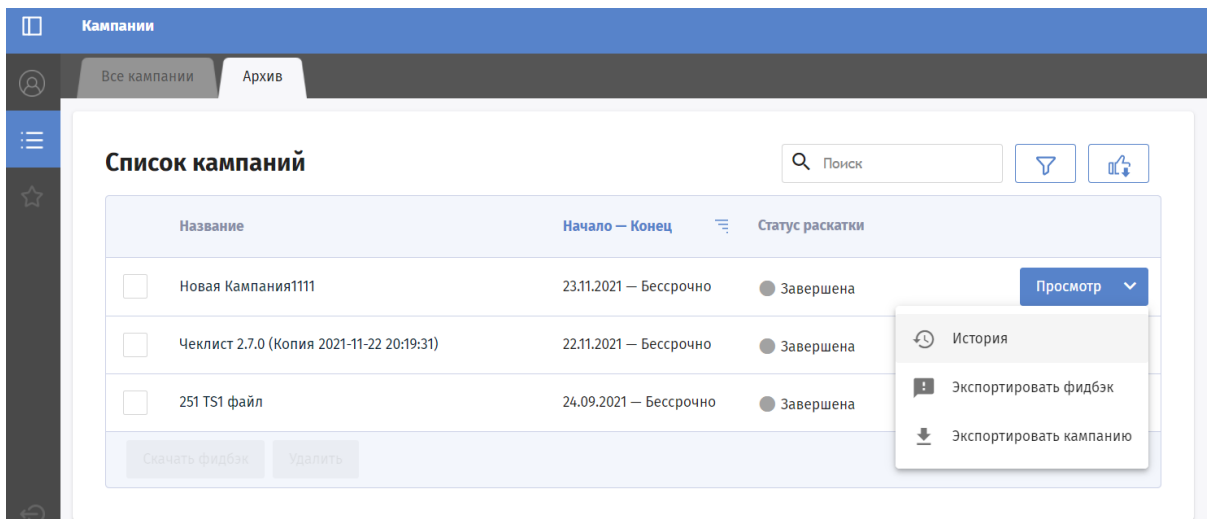 Кампании
Все кампании
Архив
Список кампаний
Поиск
Название
Начало — Конец
Статус раскатки
Новая Кампания1111
23.11.2021 — Бессрочно
Завершена
Просмотр
История
Чеклист 2.7.0 (Копия 2021-11-22 20:19:31)
22.11.2021 — Бессрочно
Завершена
Экспортировать фидбэк
251 TS1 файл
24.09.2021 — Бессрочно
Завершена
Экспортировать кампанию
Скачать фидбэк
Удалить